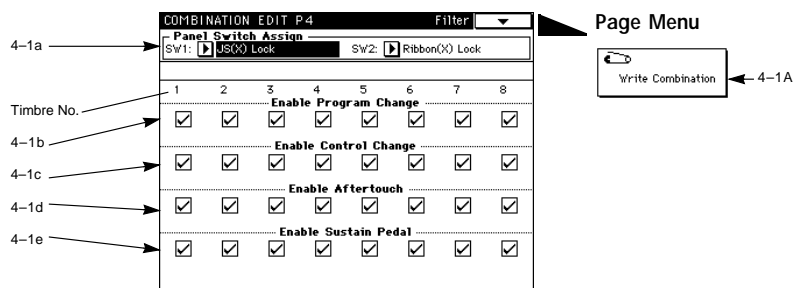 COMBINATION EDIT P4 Filter
Panel Switch Assign
SW1: JS(X) Lock SW2: Ribbon(X) Lock
1 2 3 4 5 6 7 8
Enable Program Change
Enable Control Change
Enable Aftertouch
Enable Sustain Pedal
4–1a
Timbre No.
4–1b
4–1c
4–1d
4–1e
Page Menu
Write Combination
4–1A